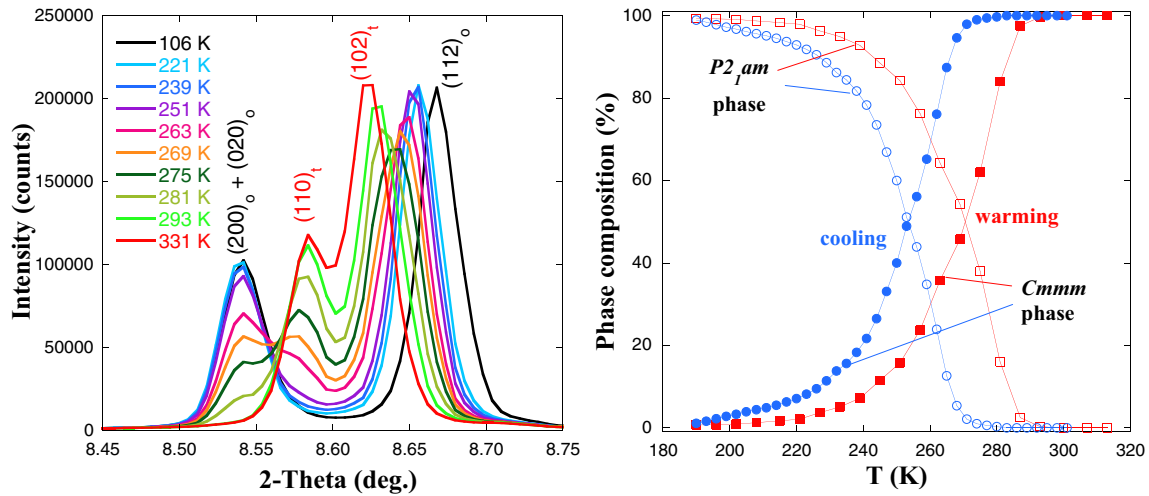 250000
200000
150000
100000
50000
0
Intensity (counts)
106 K
221 K
239 K
251 K
263 K
269 K
275 K
281 K
293 K
331 K
(200)o + (020)o
(110)t
(102)t
(112)o
8.45 8.50 8.55 8.60 8.65 8.70 8.75
2-Theta (deg.)
100
80
60
40
20
0
Phase composition (%)
P2₁am
phase
cooling
warming
Cmmm
phase
180 200 220 240 260 280 300 320
T (K)